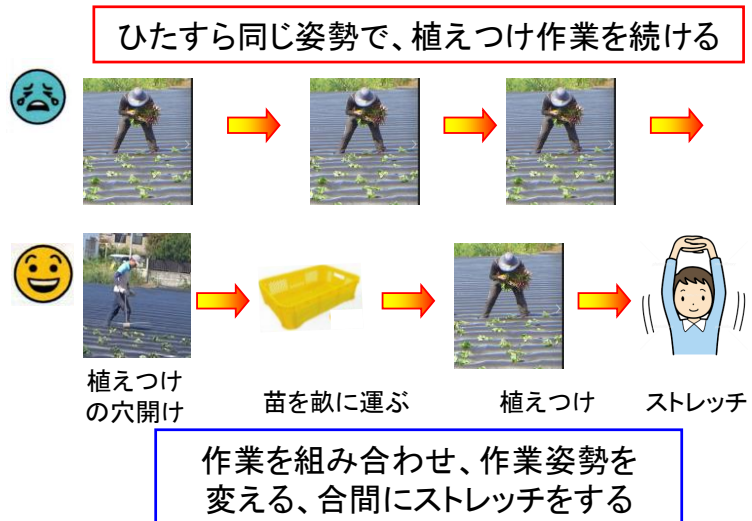 ひたすら同じ姿勢で、植えつけ作業を続ける
植えつけ
の穴開け
苗を畝に運ぶ
植えつけ
ストレッチ
作業を組み合わせ、作業姿勢を
変える、合間にストレッチをする